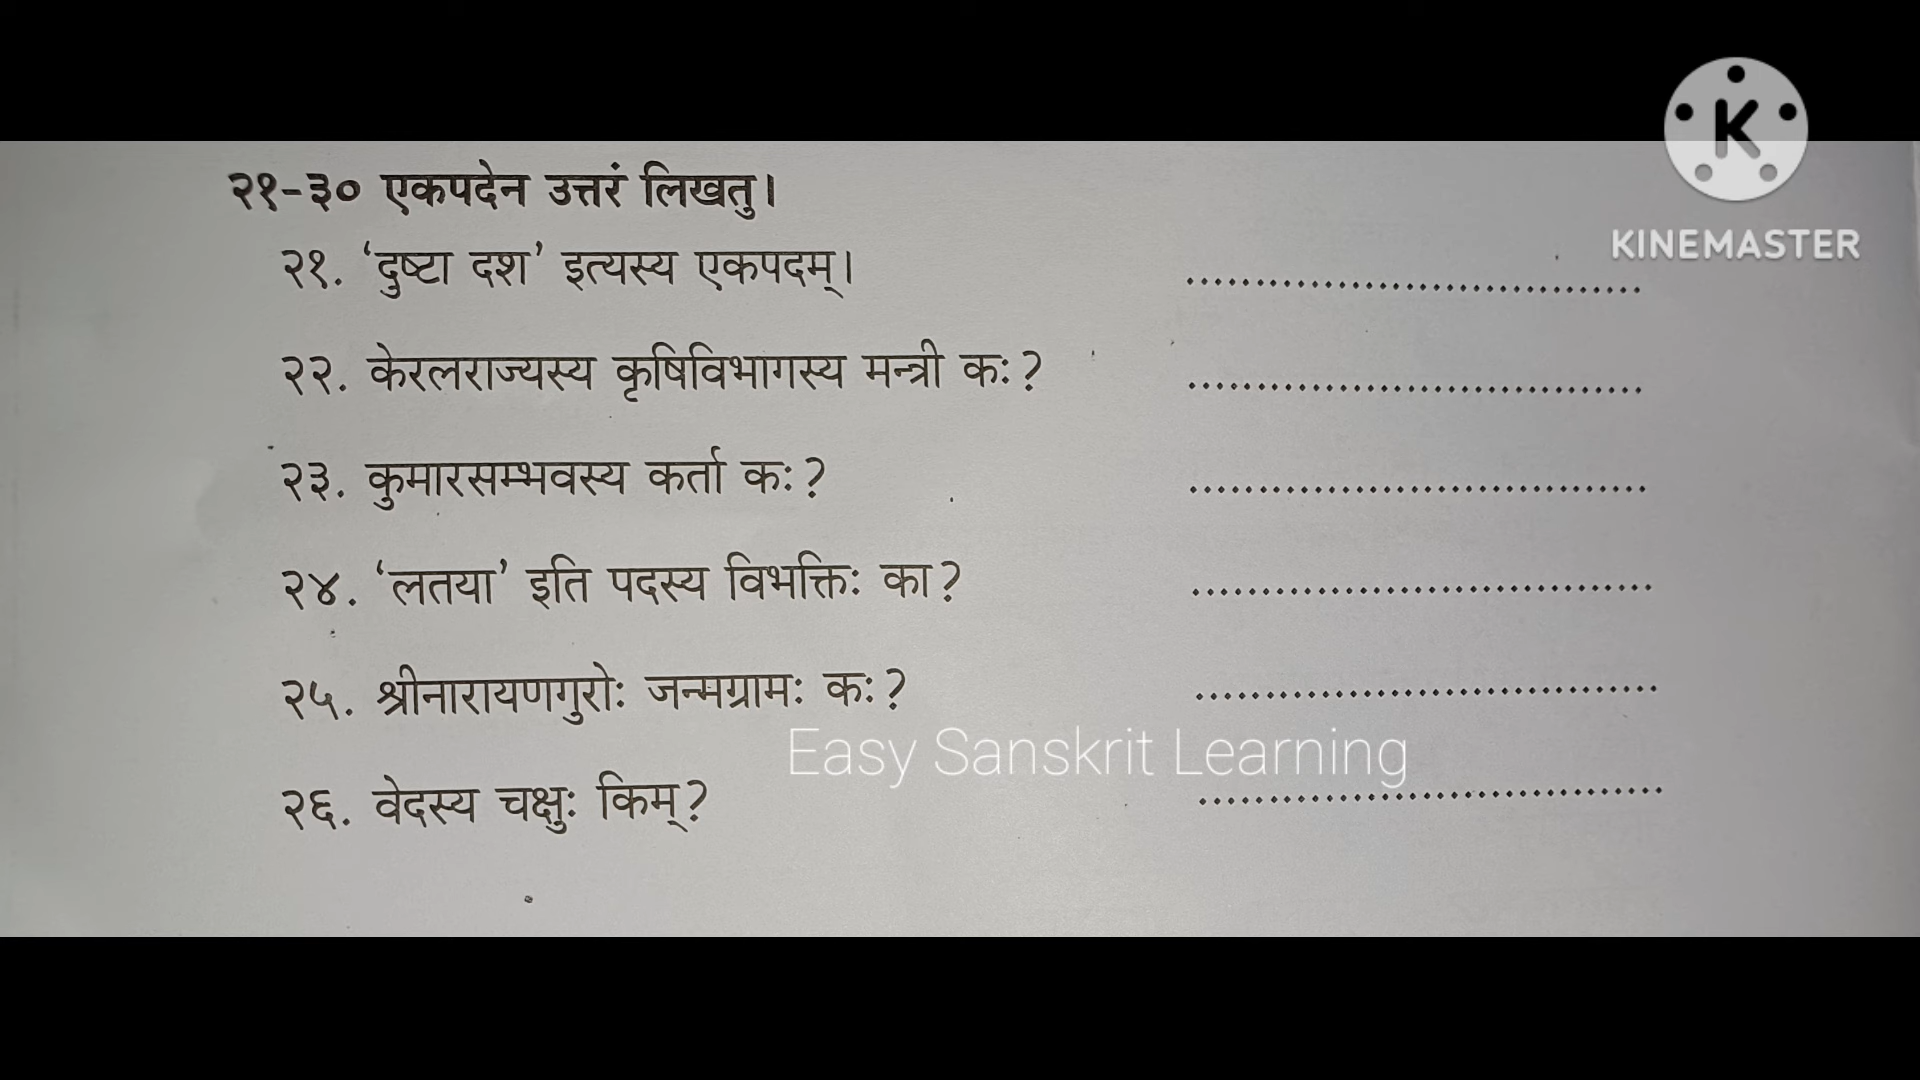 KINEMASTER
२१-३० एकपदेन उत्तरं लिखतु।
२१. ‘दुष्टा दश’ इत्यस्य एकपदम्। ..................................
२२. केरलराज्यस्य कृषिविभागस्य मन्त्री कः? ..................................
२३. कुमारसम्भवस्य कर्ता कः? ..................................
२४. ‘लतया’ इति पदस्य विभक्तिः का? ..................................
२५. श्रीनारायणगुरोः जन्मग्रामः कः? ..................................
Easy Sanskrit Learning
२६. वेदस्य चक्षुः किम्? ..................................